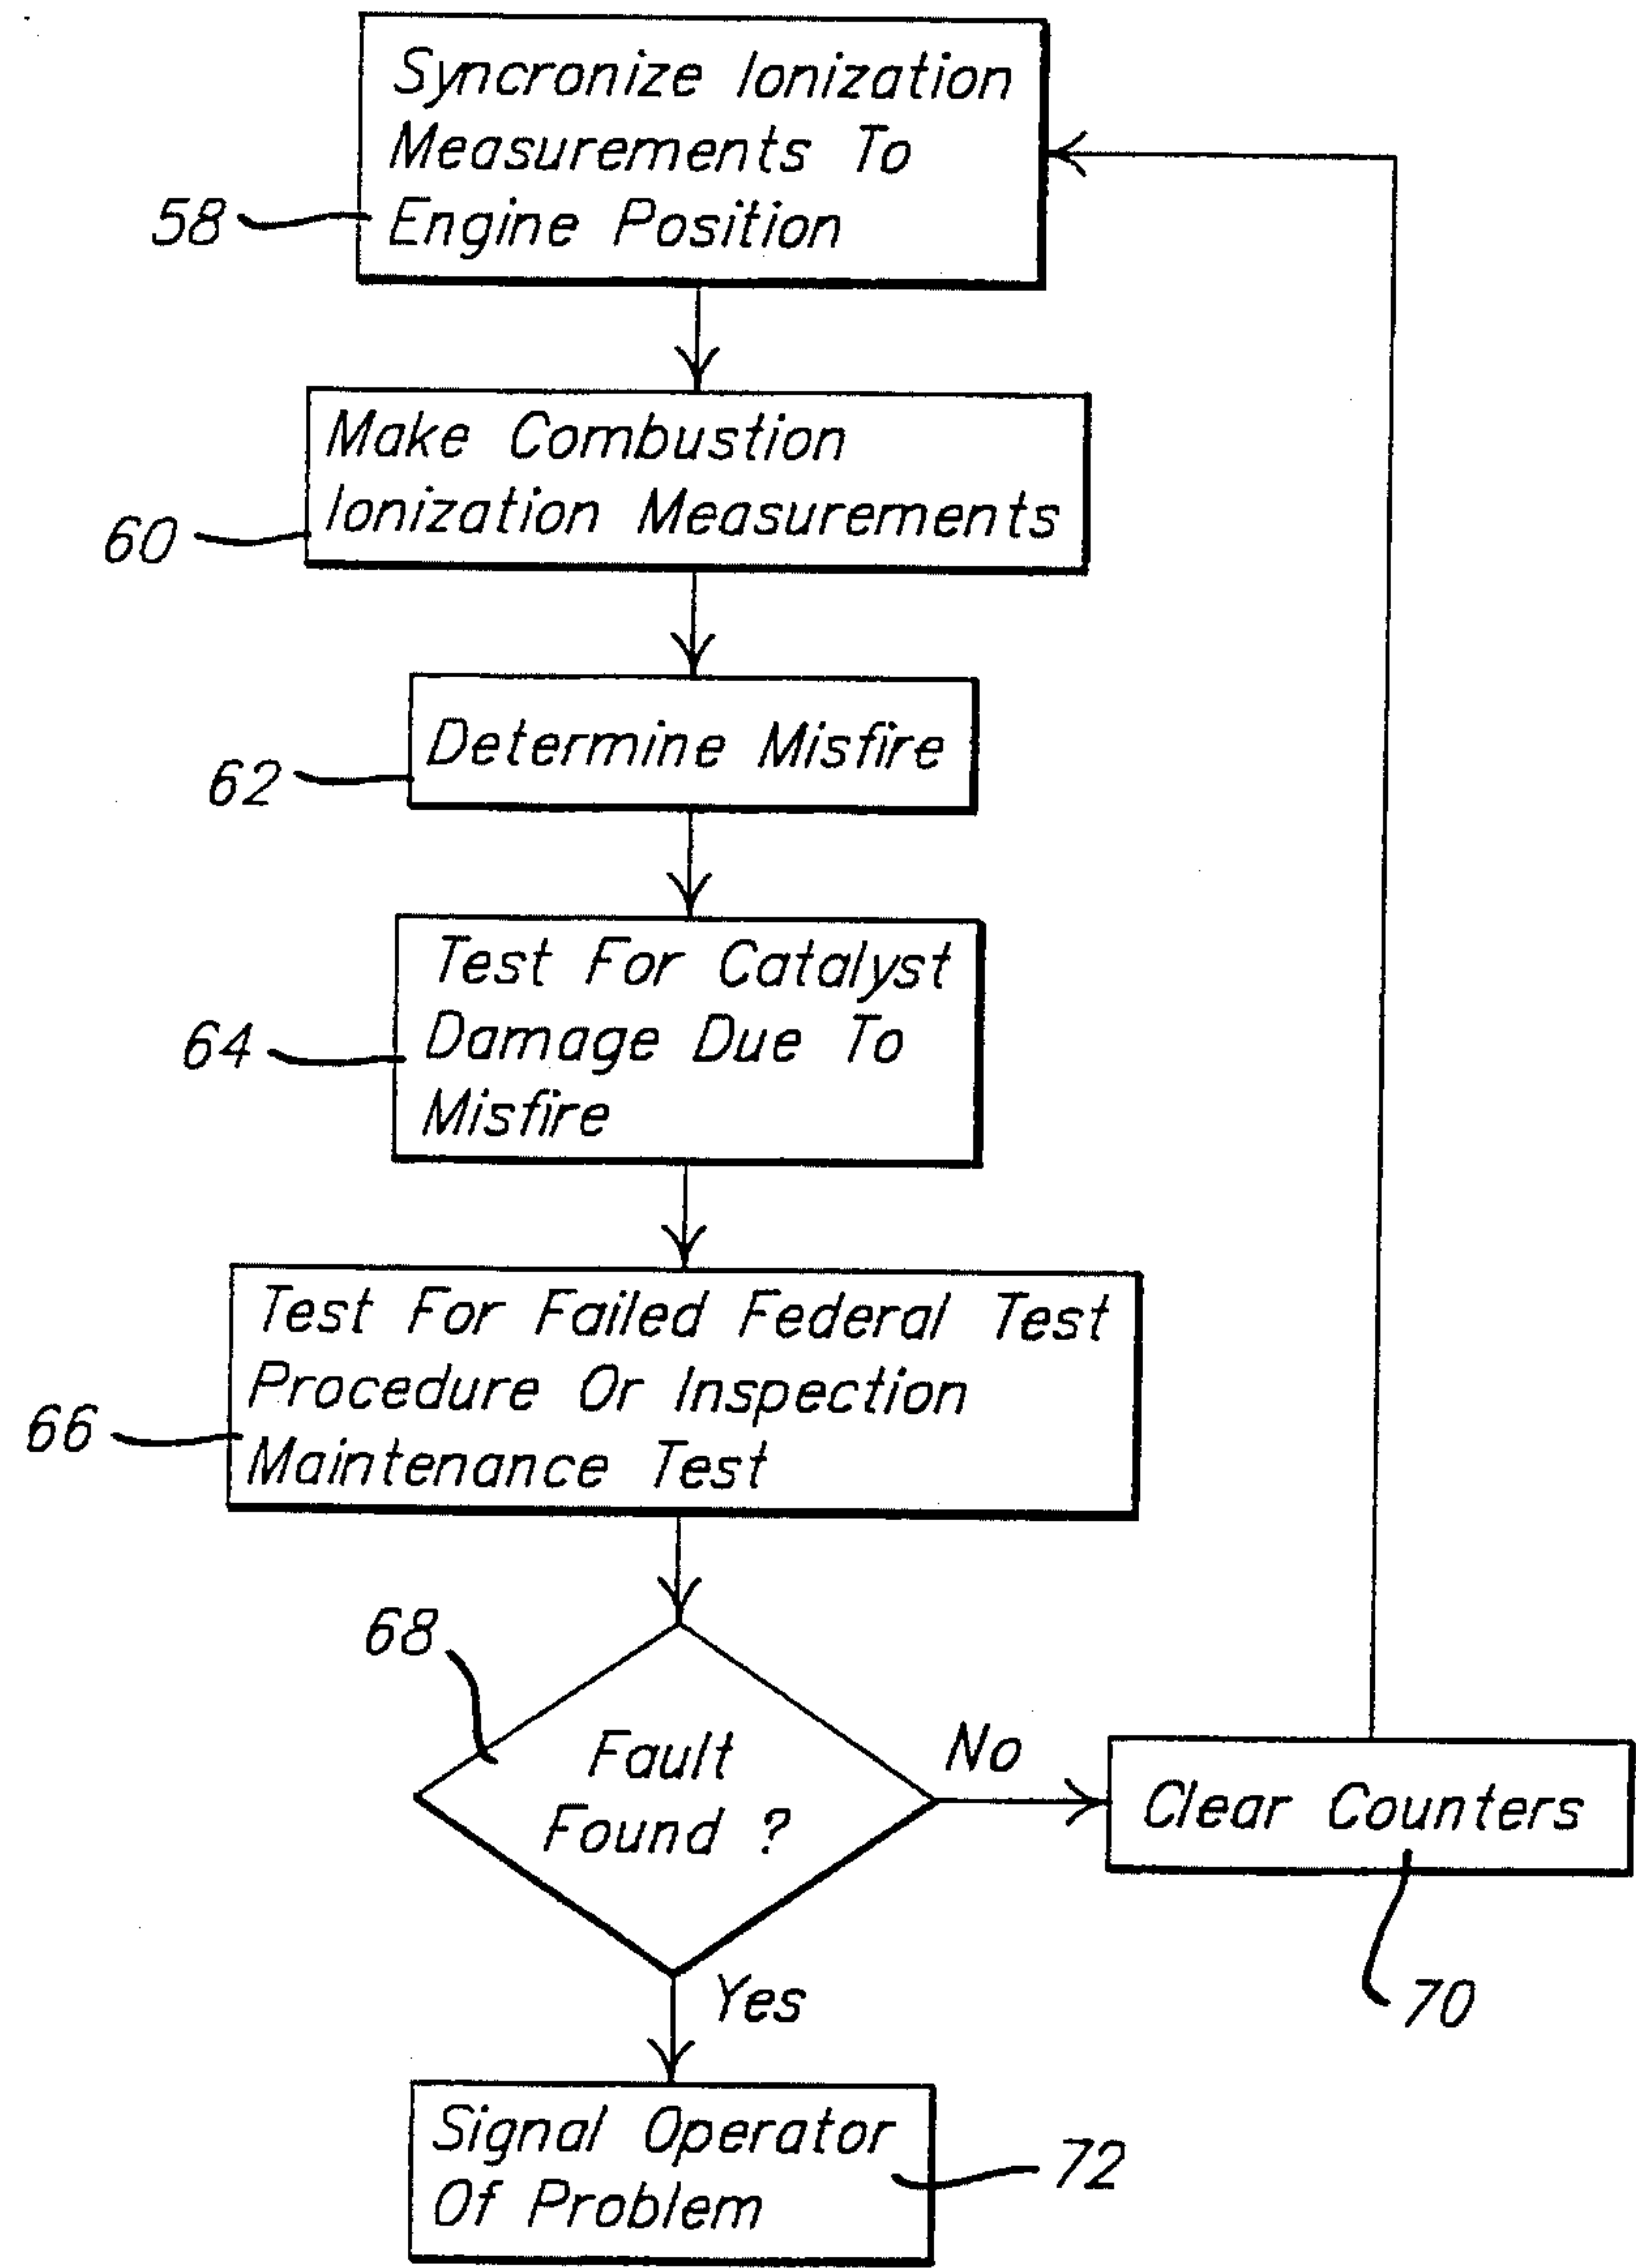 Syncronize Ionization
Measurements To
58
Engine Position
Make Combustion
Ionization Measurements
60
Determine Misfire
62
Test For Catalyst
64
Damage Due To
Misfire
Test For Failed Federal Test
Procedure Or Inspection
66
Maintenance Test
68
Fault
Found ?
No
Clear Counters
70
Yes
Signal Operator
72
Of Problem